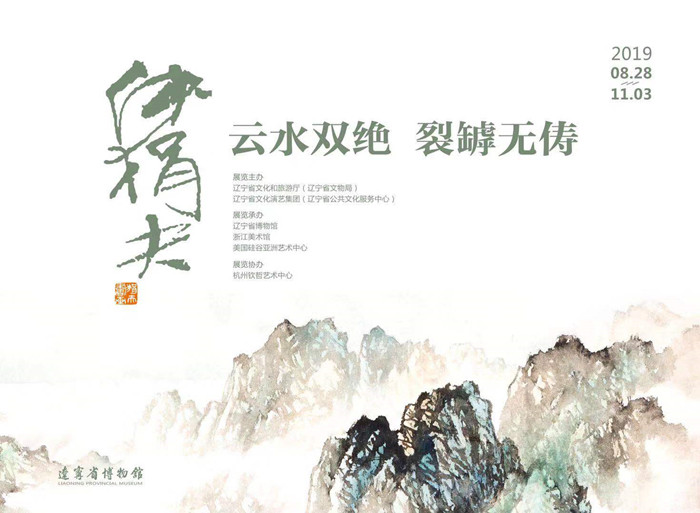 侯狷夫
云水双绝 裂罅无俦
2019
08.28
11.03
展览主办
辽宁省文化和旅游厅（辽宁省文物局）
辽宁省文化演艺集团（辽宁省公共文化服务中心）
展览承办
辽宁省博物馆
浙江美术馆
美国硅谷亚洲艺术中心
展览协办
杭州钦哲艺术中心
遼寧省博物館
LIAONING PROVINCIAL MUSEUM